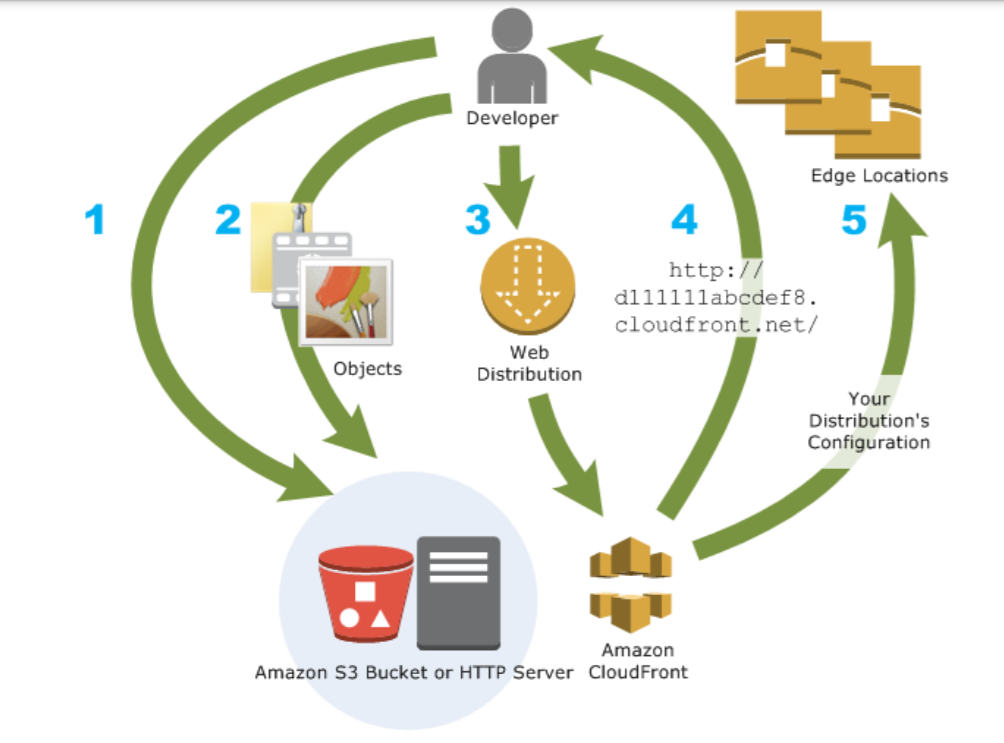 Developer
Edge Locations
1
2
3
4
5
http://
d111111abcdef8.
cloudfront.net/
Objects
Web
Distribution
Your
Distribution's
Configuration
Amazon S3 Bucket or HTTP Server
Amazon
CloudFront